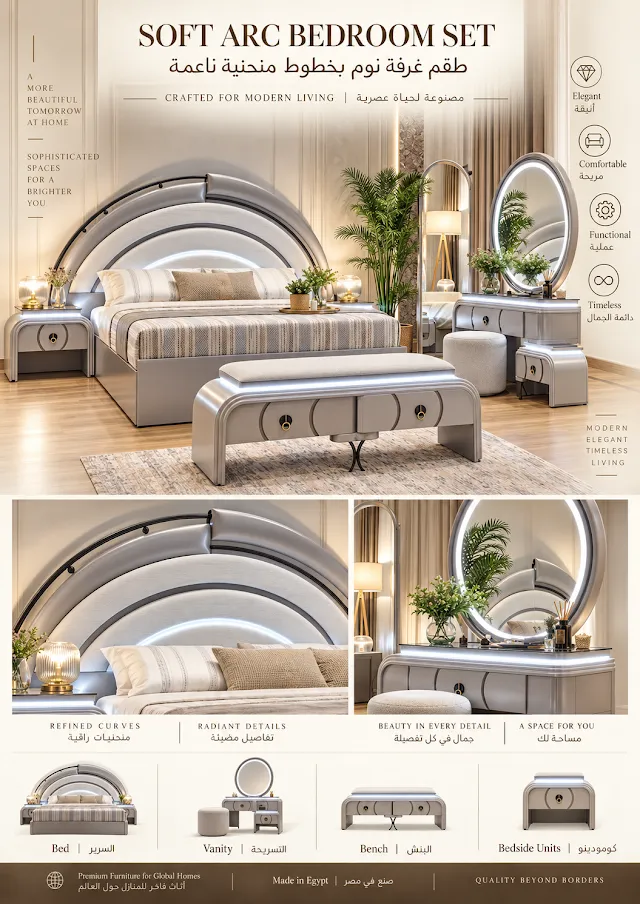 SOFT ARC BEDROOM SET
طقم غرفة نوم بخطوط منحنية ناعمة
CRAFTED FOR MODERN LIVING | مصنوعة لحياة عصرية
A
MORE
BEAUTIFUL
TOMORROW
AT HOME
SOPHISTICATED
SPACES
FOR A
BRIGHTER
YOU
Elegant
أنيقة
Comfortable
مريحة
Functional
عملية
Timeless
دائمة الجمال
MODERN
ELEGANT
TIMELESS
LIVING
REFINED CURVES
منحنيات راقية
RADIANT DETAILS
تفاصيل مضيئة
BEAUTY IN EVERY DETAIL
جمال في كل تفصيلة
A SPACE FOR YOU
مساحة لك
Bed | السرير
Vanity | التسريحة
Bench | البنش
Bedside Units | كومودينو
Premium Furniture for Global Homes
أثاث فاخر للمنازل حول العالم
Made in Egypt | صنع في مصر
QUALITY BEYOND BORDERS